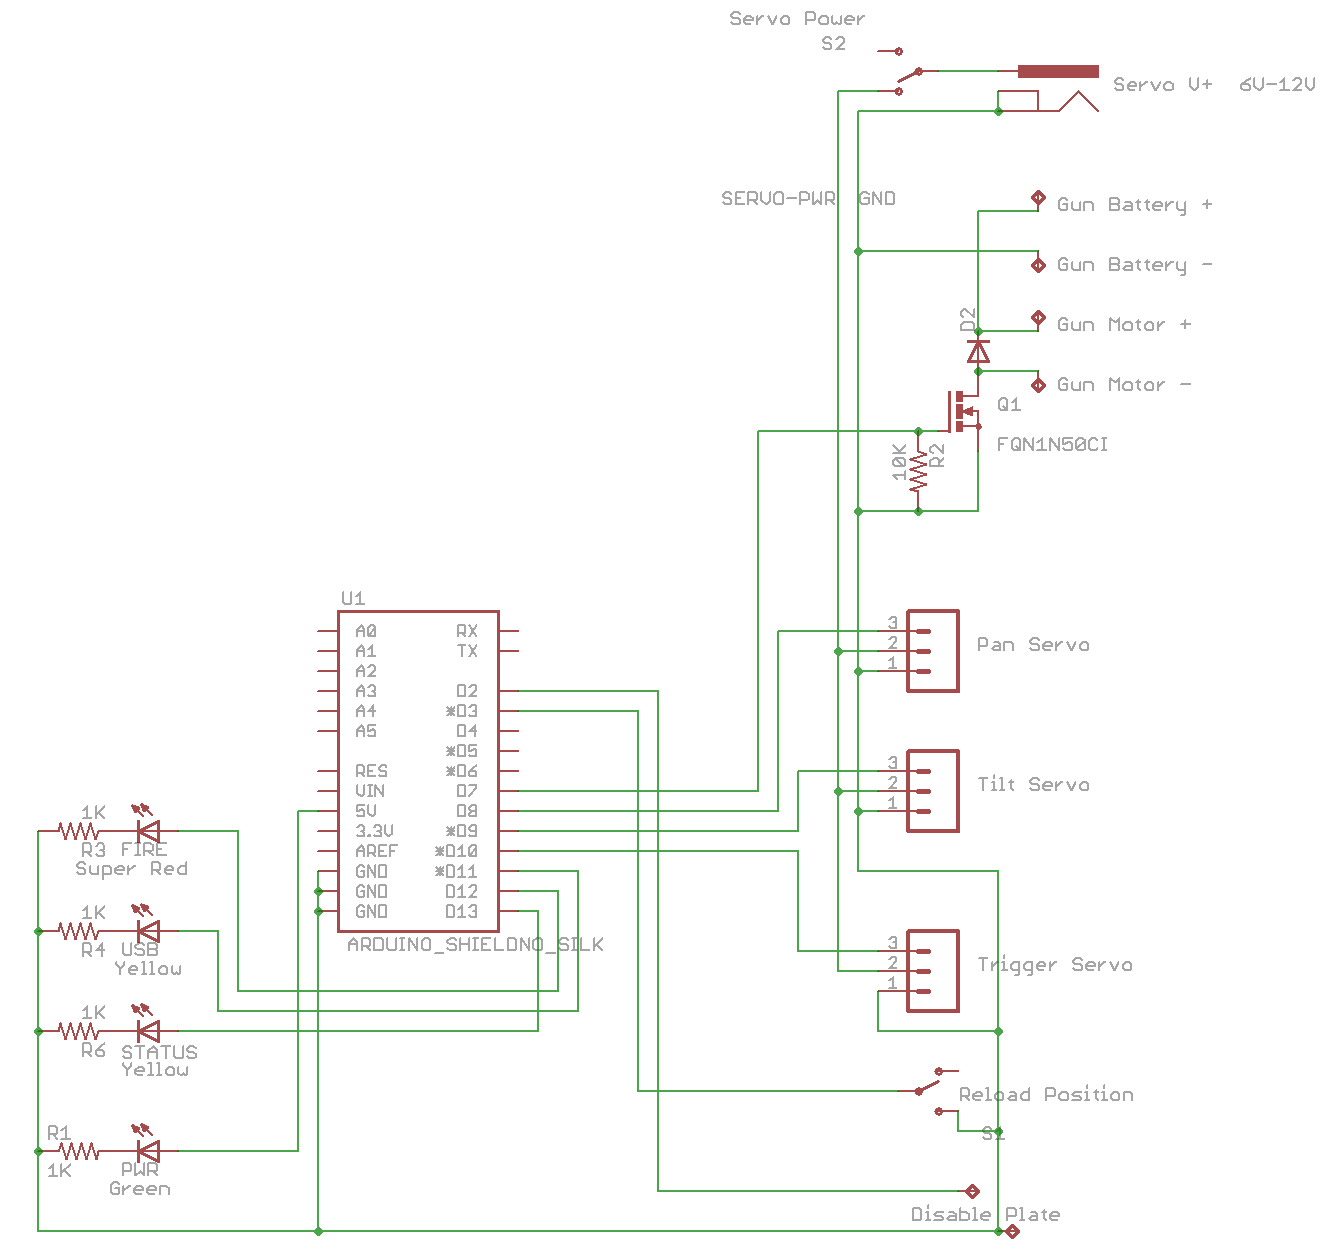 Servo Power
S2
Servo V+ 6V-12V
SERVO-PWR GND
Gun Battery +
Gun Battery -
D2
Gun Motor +
Gun Motor -
Q1
FQN1N50CI
10K
R2
U1
A0 RX
A1 TX
A2
A3 D2
A4 *D3
A5 D4
*D5
RES *D6
VIN D7
5V D8
3.3V *D9
AREF *D10
GND *D11
GND D12
GND D13
ARDUINO_SHIELDNO_SILK
3
2
1
Pan Servo
3
2
1
Tilt Servo
3
2
1
Trigger Servo
1K
R3 FIRE
Super Red
1K
R4 USB
Yellow
1K
R6 STATUS
Yellow
R1
1K PWR
Green
Reload Position
S1
Disable Plate